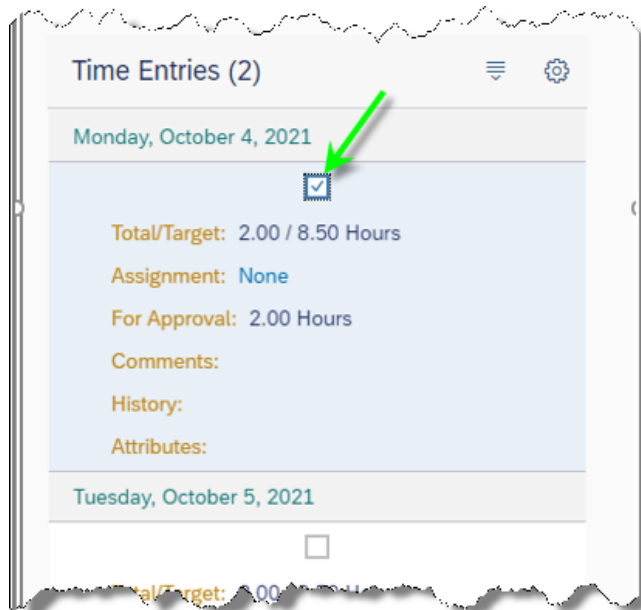 Time Entries (2)
Monday, October 4, 2021
Total/Target: 2.00 / 8.50 Hours
Assignment: None
For Approval: 2.00 Hours
Comments:
History:
Attributes:
Tuesday, October 5, 2021